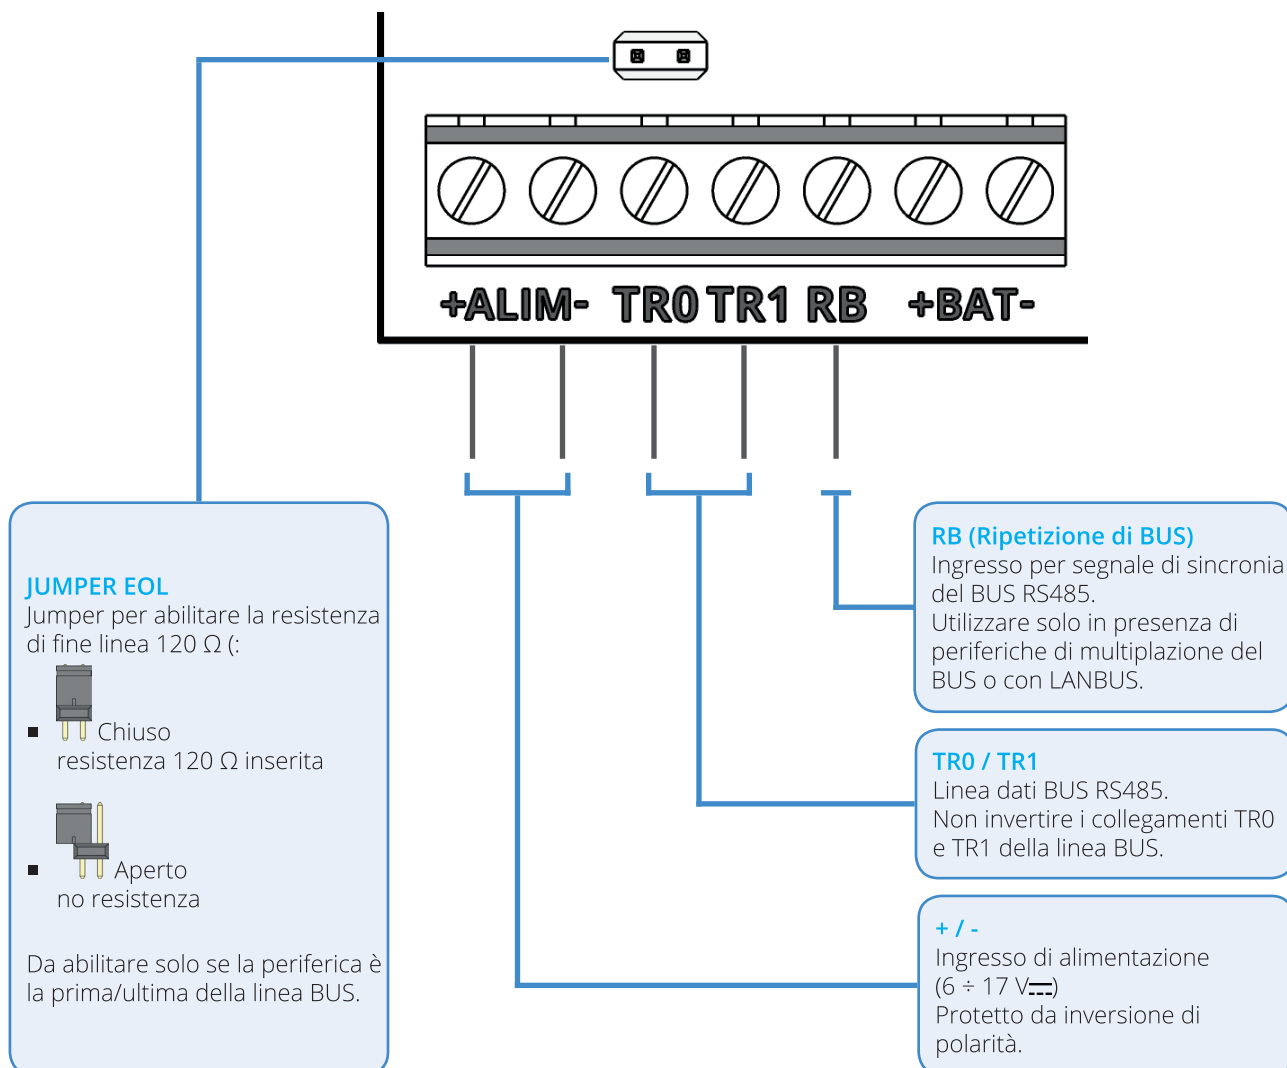 +ALIM- TR0 TR1 RB +BAT-
JUMPER EOL
Jumper per abilitare la resistenza
di fine linea 120 Ω (:
Chiuso
resistenza 120 Ω inserita
Aperto
no resistenza
Da abilitare solo se la periferica è
la prima/ultima della linea BUS.
RB (Ripetizione di BUS)
Ingresso per segnale di sincronia
del BUS RS485.
Utilizzare solo in presenza di
periferiche di multiplazione del
BUS o con LANBUS.
TR0 / TR1
Linea dati BUS RS485.
Non invertire i collegamenti TR0
e TR1 della linea BUS.
+ / -
Ingresso di alimentazione
(6 ÷ 17 V⎓)
Protetto da inversione di
polarità.